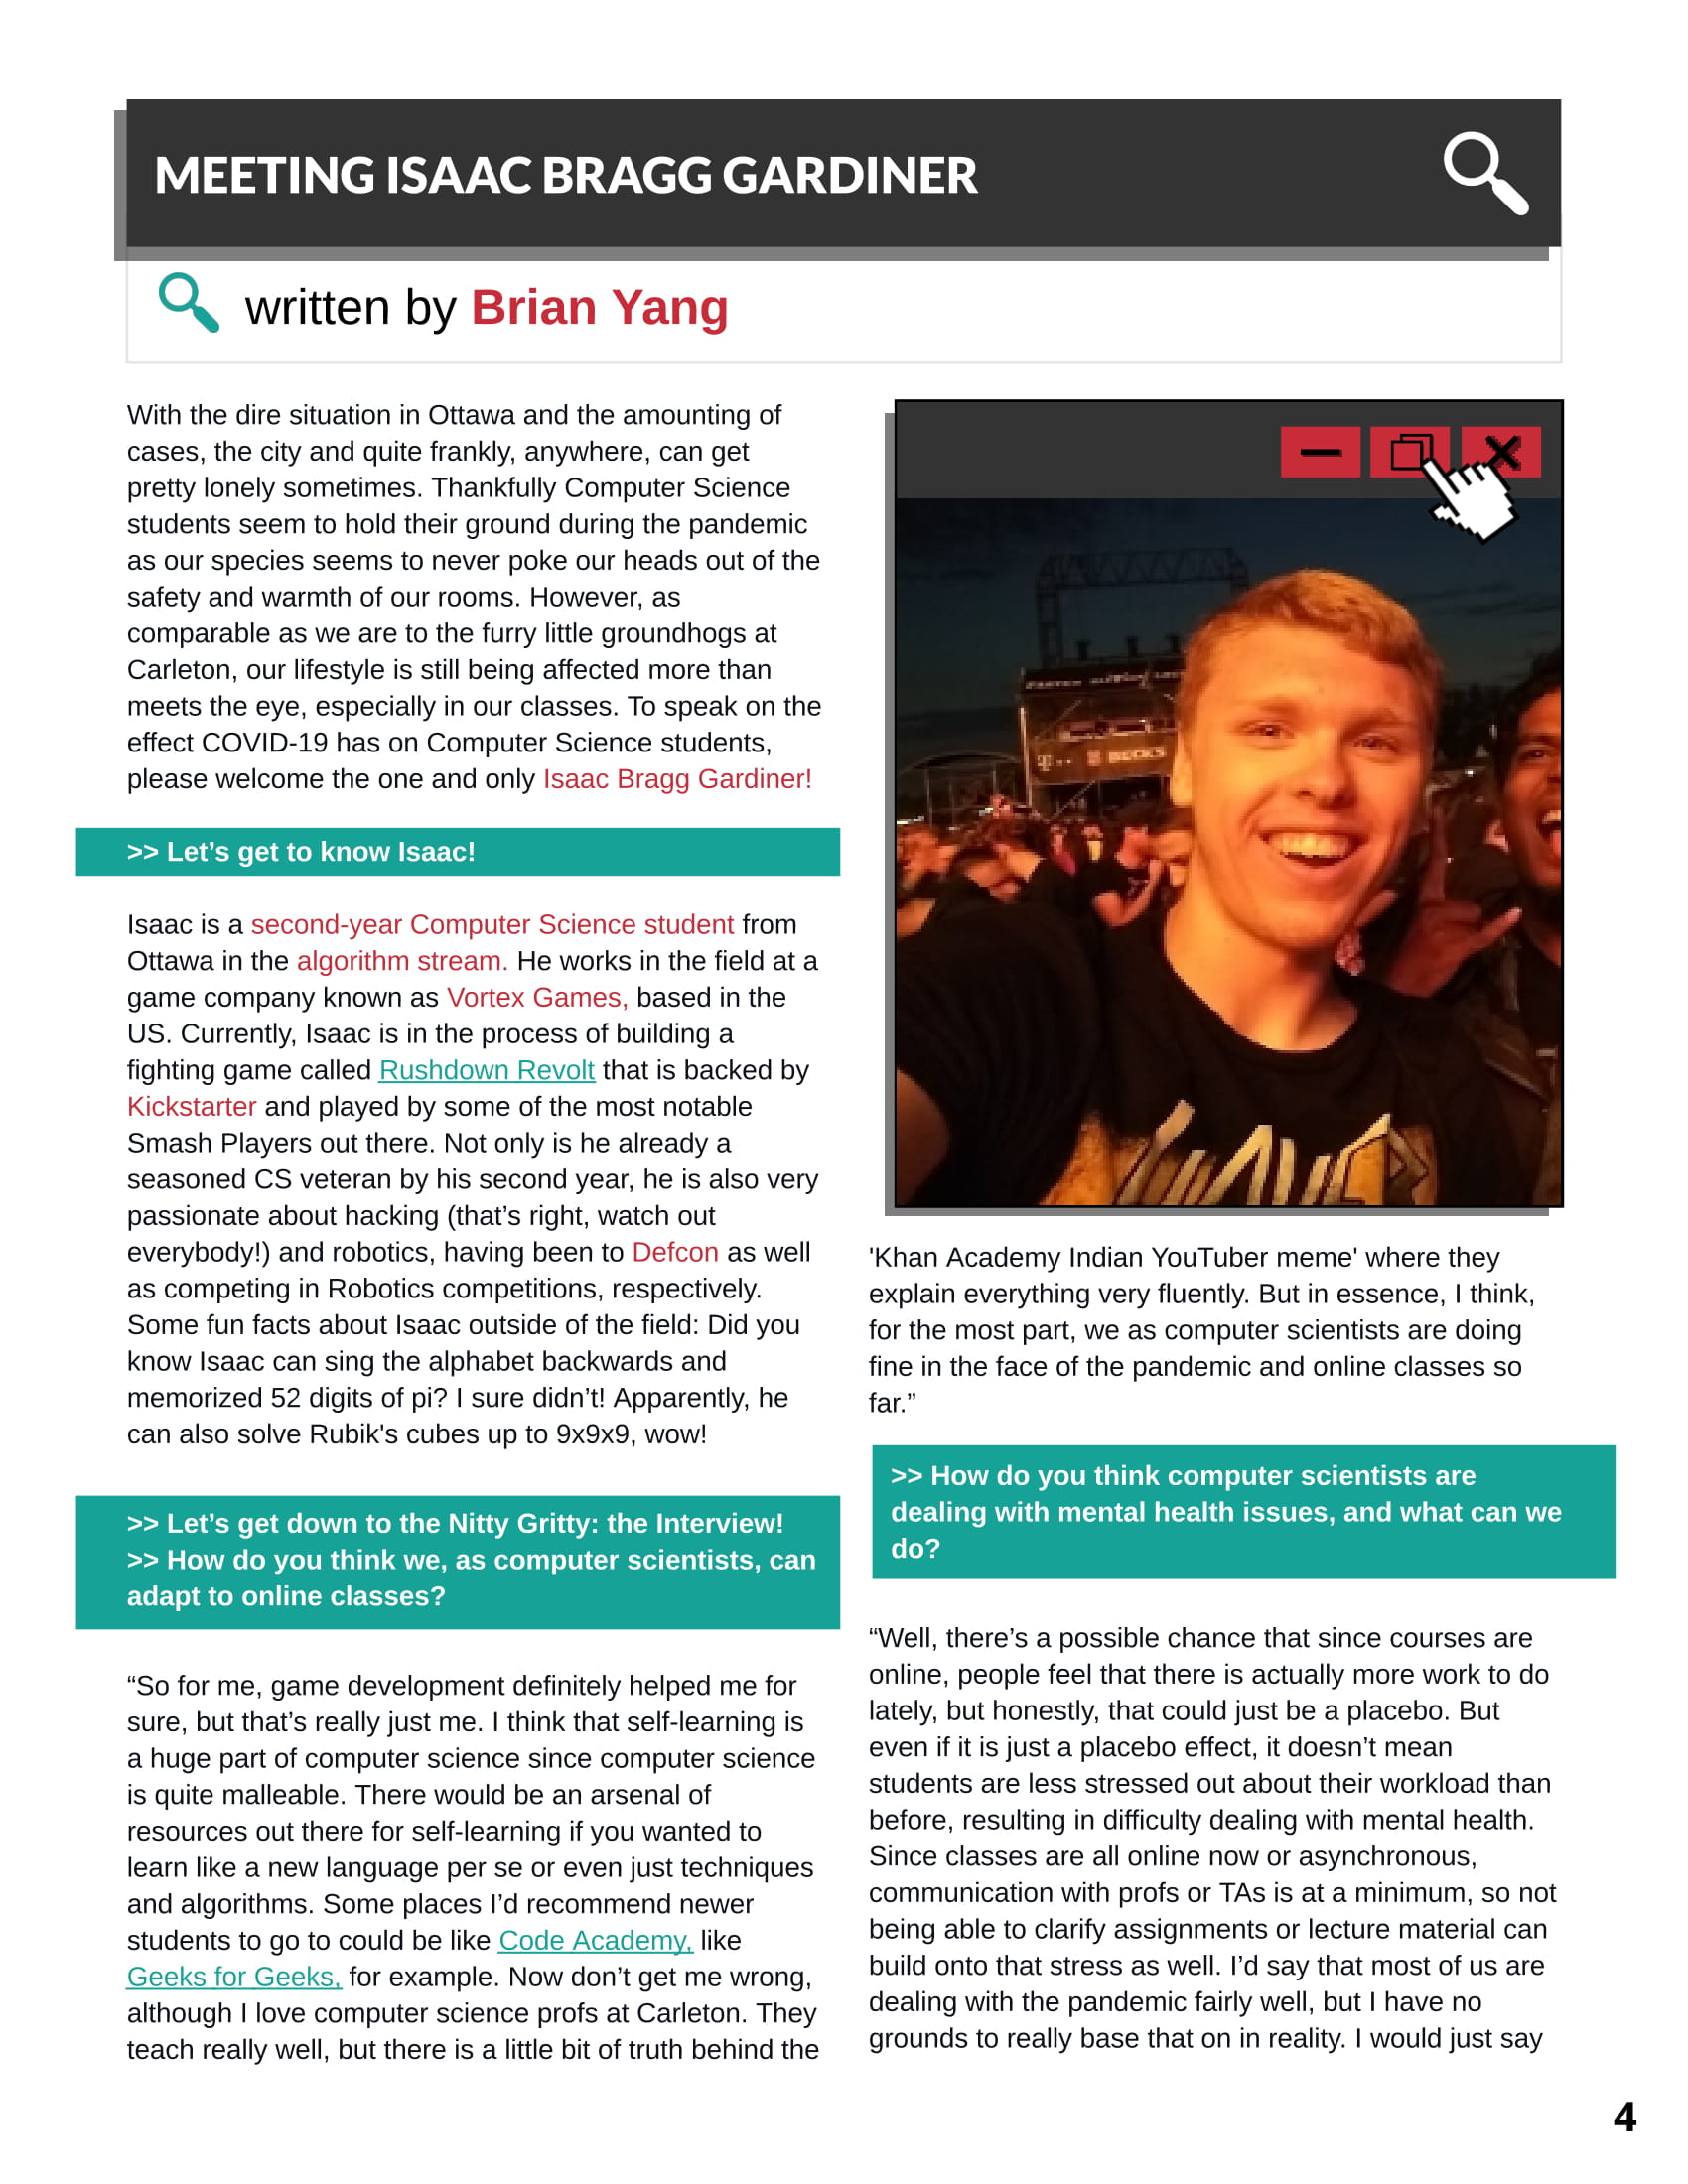 MEETING ISAAC BRAGG GARDINER
written by Brian Yang
With the dire situation in Ottawa and the amounting of
cases, the city and quite frankly, anywhere, can get
pretty lonely sometimes. Thankfully Computer Science
students seem to hold their ground during the pandemic
as our species seems to never poke our heads out of the
safety and warmth of our rooms. However, as
comparable as we are to the furry little groundhogs at
Carleton, our lifestyle is still being affected more than
meets the eye, especially in our classes. To speak on the
effect COVID-19 has on Computer Science students,
please welcome the one and only Isaac Bragg Gardiner!
>> Let’s get to know Isaac!
Isaac is a second-year Computer Science student from
Ottawa in the algorithm stream. He works in the field at a
game company known as Vortex Games, based in the
US. Currently, Isaac is in the process of building a
fighting game called Rushdown Revolt that is backed by
Kickstarter and played by some of the most notable
Smash Players out there. Not only is he already a
seasoned CS veteran by his second year, he is also very
passionate about hacking (that’s right, watch out
everybody!) and robotics, having been to Defcon as well
as competing in Robotics competitions, respectively.
Some fun facts about Isaac outside of the field: Did you
know Isaac can sing the alphabet backwards and
memorized 52 digits of pi? I sure didn’t! Apparently, he
can also solve Rubik's cubes up to 9x9x9, wow!
>> Let’s get down to the Nitty Gritty: the Interview!
>> How do you think we, as computer scientists, can
adapt to online classes?
“So for me, game development definitely helped me for
sure, but that’s really just me. I think that self-learning is
a huge part of computer science since computer science
is quite malleable. There would be an arsenal of
resources out there for self-learning if you wanted to
learn like a new language per se or even just techniques
and algorithms. Some places I’d recommend newer
students to go to could be like Code Academy, like
Geeks for Geeks, for example. Now don’t get me wrong,
although I love computer science profs at Carleton. They
teach really well, but there is a little bit of truth behind the
BECK'S
'Khan Academy Indian YouTuber meme' where they
explain everything very fluently. But in essence, I think,
for the most part, we as computer scientists are doing
fine in the face of the pandemic and online classes so
far.”
>> How do you think computer scientists are
dealing with mental health issues, and what can we
do?
“Well, there’s a possible chance that since courses are
online, people feel that there is actually more work to do
lately, but honestly, that could just be a placebo. But
even if it is just a placebo effect, it doesn’t mean
students are less stressed out about their workload than
before, resulting in difficulty dealing with mental health.
Since classes are all online now or asynchronous,
communication with profs or TAs is at a minimum, so not
being able to clarify assignments or lecture material can
build onto that stress as well. I’d say that most of us are
dealing with the pandemic fairly well, but I have no
grounds to really base that on in reality. I would just say
4